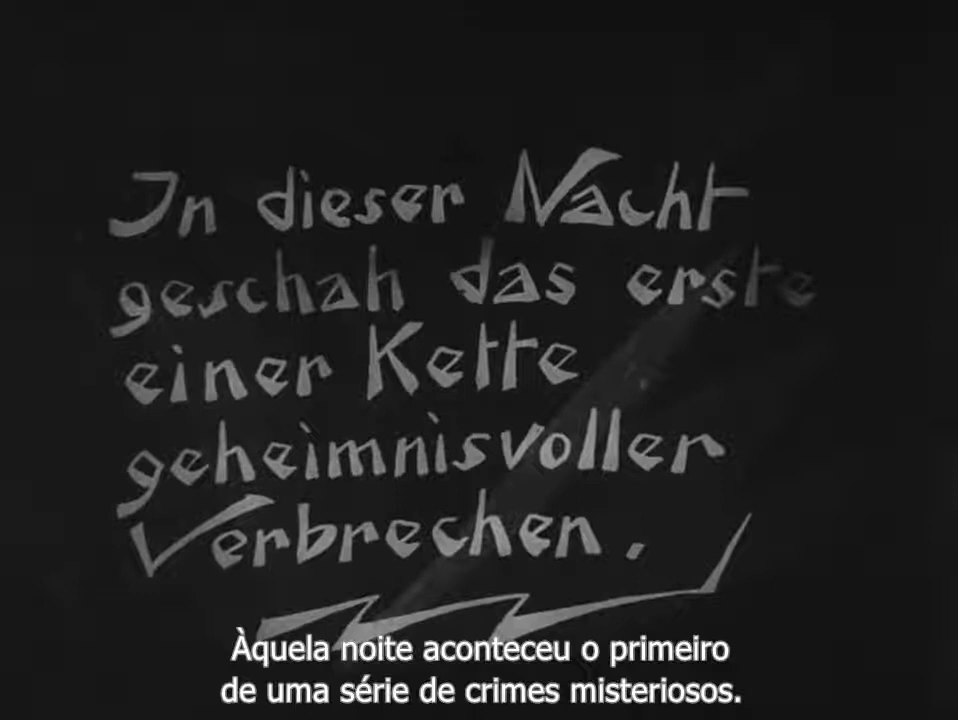 In dieser Nacht
geschah das erste
einer Kette
geheimnisvoller
Verbrechen.
Àquela noite aconteceu o primeiro
de uma série de crimes misteriosos.